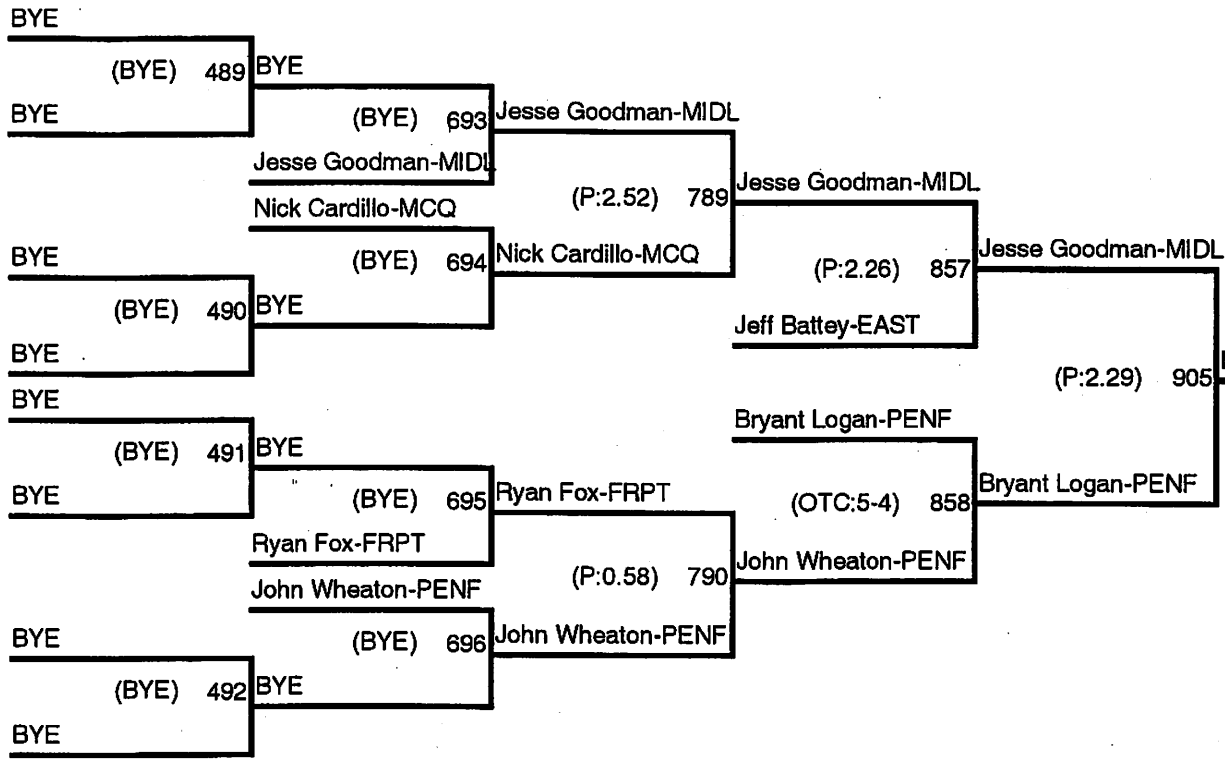 BYE
(BYE) 489 BYE
BYE
(BYE) 693 Jesse Goodman-MIDL
Jesse Goodman-MIDL
(P:2.52) 789 Jesse Goodman-MIDL
Nick Cardillo-MCQ
(BYE) 694 Nick Cardillo-MCQ
BYE
(BYE) 490 BYE
BYE
(P:2.26) 857 Jesse Goodman-MIDL
Jeff Battey-EAST
(P:2.29) 905
BYE
(BYE) 491 BYE
BYE
(BYE) 695 Ryan Fox-FRPT
Ryan Fox-FRPT
Bryant Logan-PENF
(OTC:5-4) 858 Bryant Logan-PENF
(P:0.58) 790 John Wheaton-PENF
John Wheaton-PENF
(BYE) 696 John Wheaton-PENF
BYE
(BYE) 492 BYE
BYE